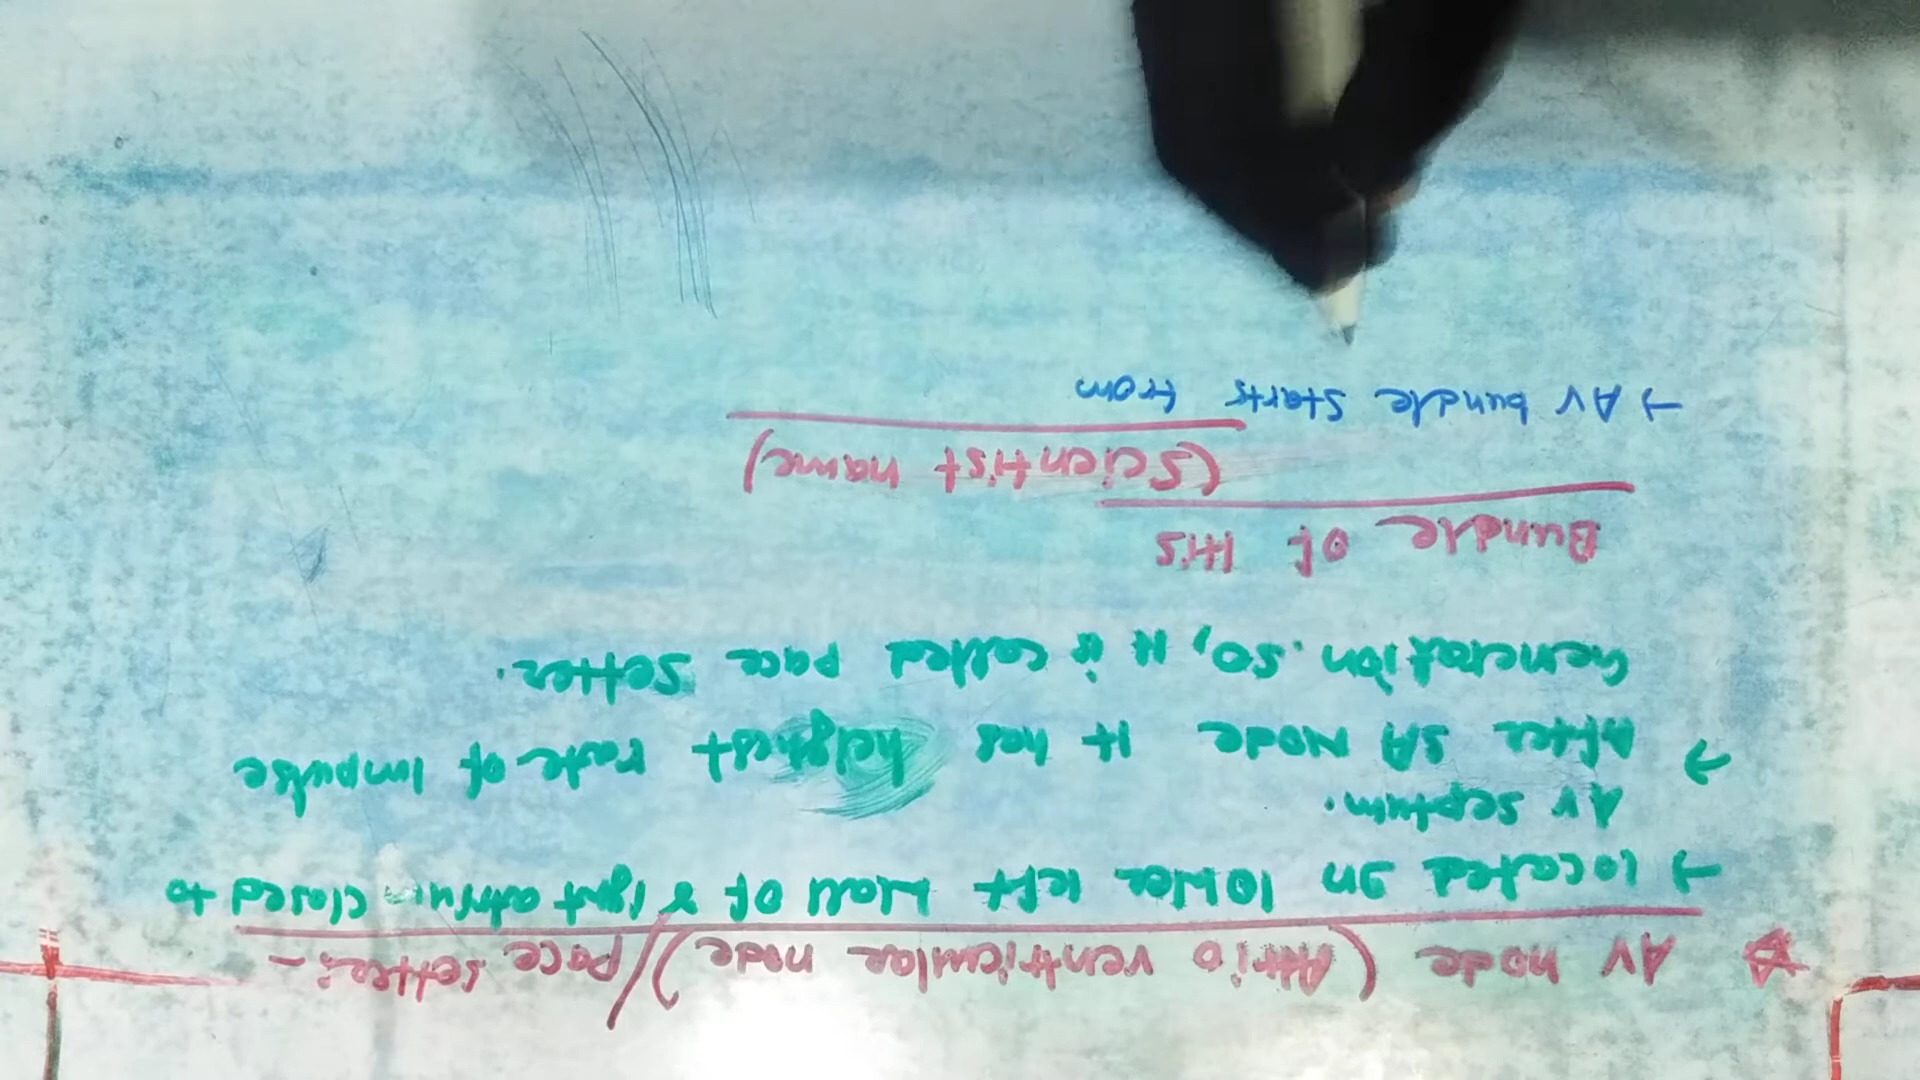 ☆ AV node (Atrio ventricular node)/pace setter:-
→ located In lower left wall of right atrium closed to
AV septum.
→ After SA Node It has heighest rate of Impulse
Generation. So, It is called pace setter.
Bundle of His
(Scientist name)
→ AV bundle starts from